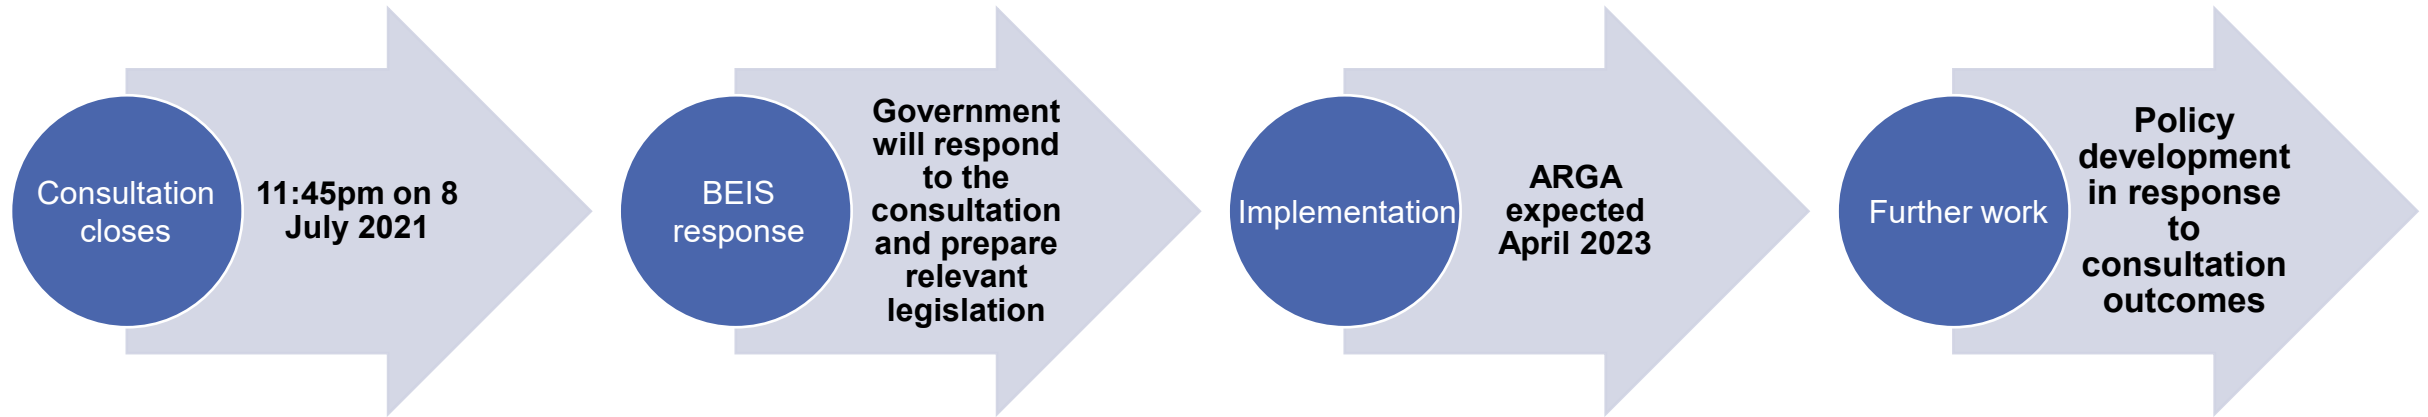 Consultation
closes
11:45pm on 8
July 2021
BEIS
response
Government
will respond
to the
consultation
and prepare
relevant
legislation
Implementation
ARGA
expected
April 2023
Further work
Policy
development
in response
to
consultation
outcomes